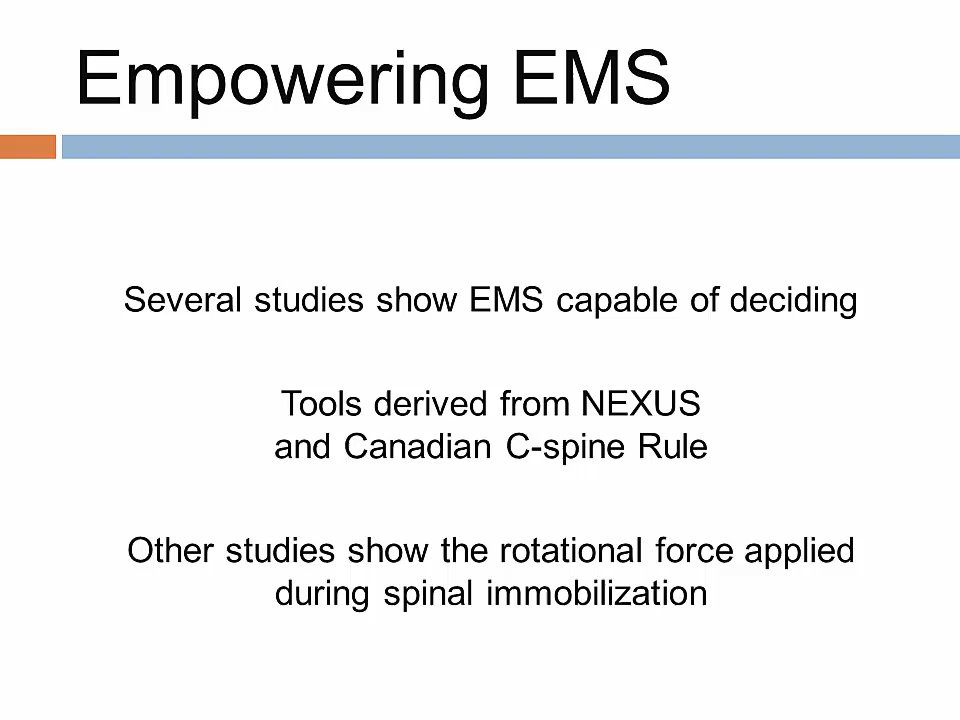 Empowering EMS
Several studies show EMS capable of deciding
Tools derived from NEXUS
and Canadian C-spine Rule
Other studies show the rotational force applied
during spinal immobilization